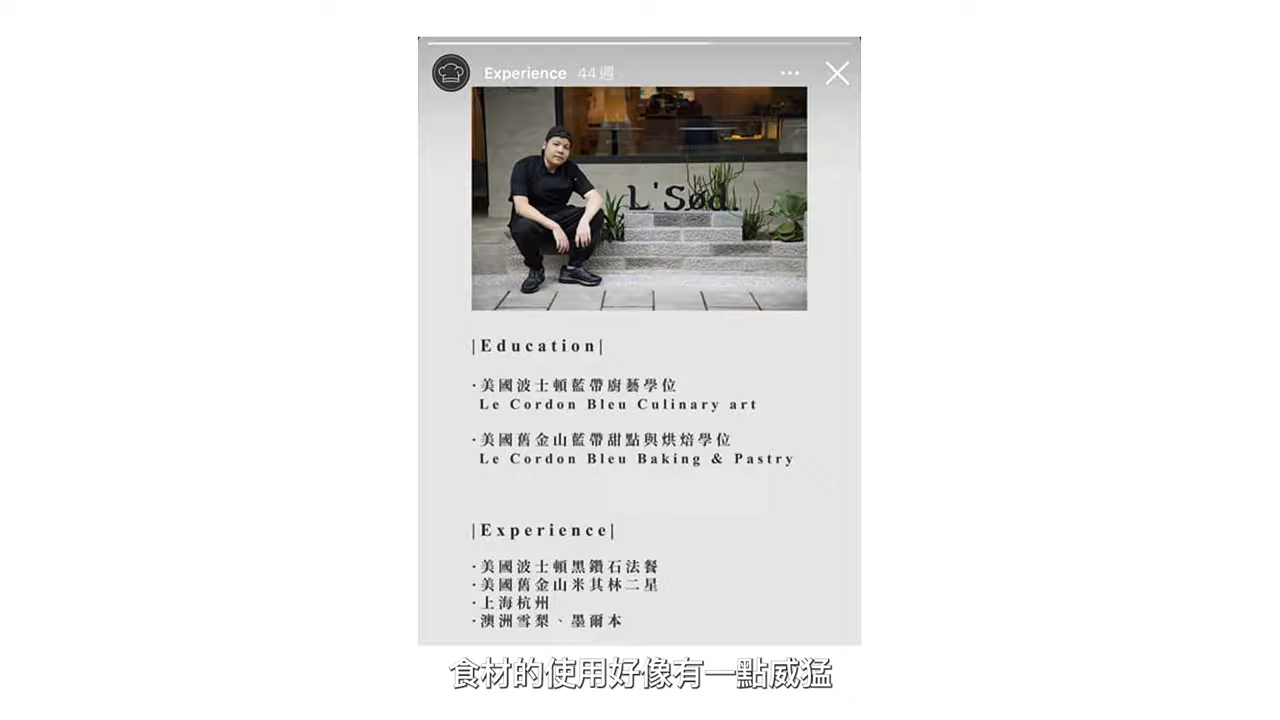 Experience 44週
L'Sød.
|Education|
·美國波士頓藍帶廚藝學位
Le Cordon Bleu Culinary art
·美國舊金山藍帶甜點與烘焙學位
Le Cordon Bleu Baking & Pastry
|Experience|
·美國波士頓黑鑽石法餐
·美國舊金山米其林二星
·上海杭州
·澳洲雪梨、墨爾本
食材的使用好像有一點威猛